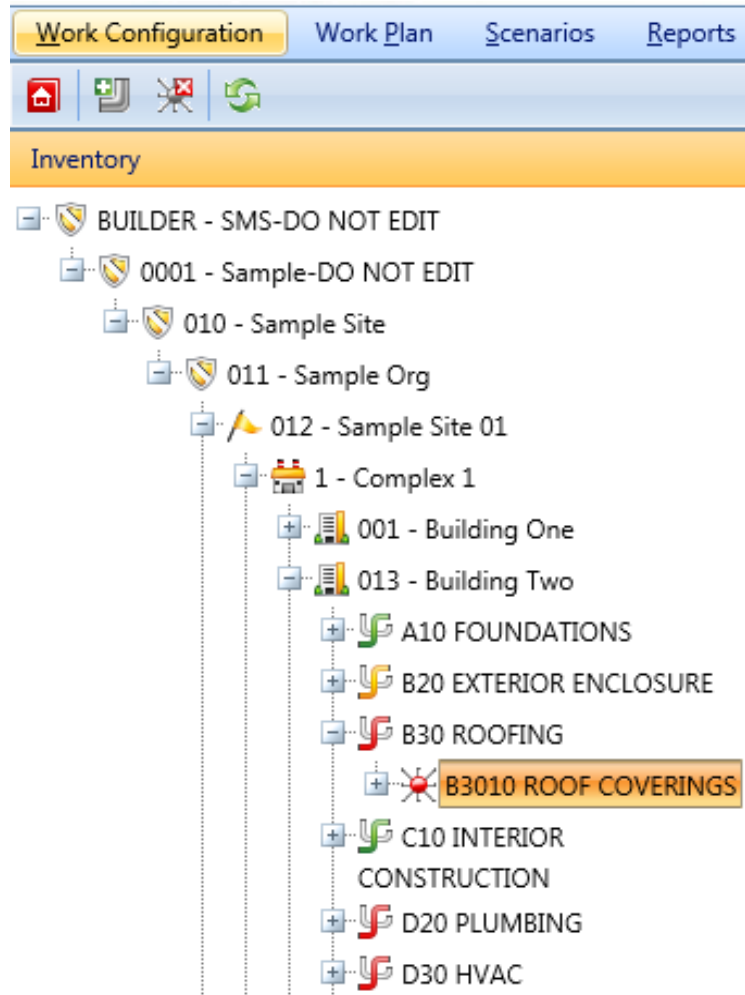 Work Configuration Work Plan Scenarios Reports
Inventory
BUILDER - SMS-DO NOT EDIT
0001 - Sample-DO NOT EDIT
010 - Sample Site
011 - Sample Org
012 - Sample Site 01
1 - Complex 1
001 - Building One
013 - Building Two
A10 FOUNDATIONS
B20 EXTERIOR ENCLOSURE
B30 ROOFING
B3010 ROOF COVERINGS
C10 INTERIOR
CONSTRUCTION
D20 PLUMBING
D30 HVAC